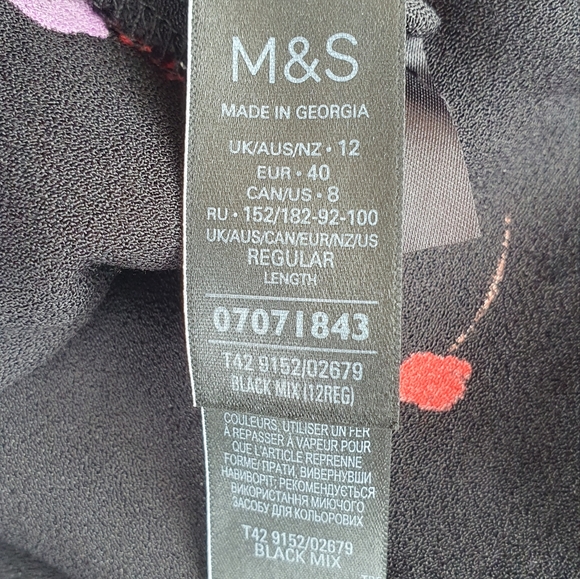 M&S
MADE IN GEORGIA
UK/AUS/NZ • 12
EUR • 40
CAN/US • 8
RU • 152/182-92-100
UK/AUS/CAN/EUR/NZ/US
REGULAR
LENGTH
07071843
T42 9152/02679
BLACK MIX (12REG)
COULEURS, UTILISER UN FER
À REPASSER À VAPEUR POUR
QUE L'ARTICLE REPRENNE
FORME/ ПРАТИ, ВИВЕРНУВШИ
НАВИВОРІТ; РЕКОМЕНДУЄТЬСЯ
ВИКОРИСТАННЯ МИЮЧОГО
ЗАСОБУ ДЛЯ КОЛЬОРОВИХ
T42 9152/02679
BLACK MIX